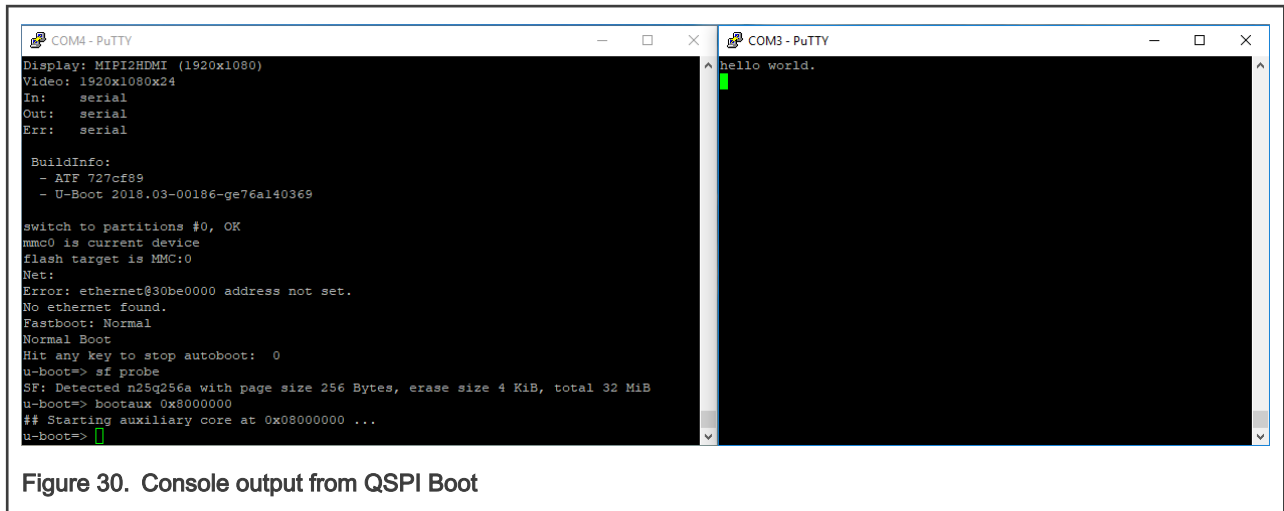 COM4 - PuTTY
Display: MIPI2HDMI (1920x1080)
Video: 1920x1080x24
In:    serial
Out:   serial
Err:   serial
BuildInfo:
- ATF 727cf89
- U-Boot 2018.03-00186-ge76a140369
switch to partitions #0, OK
mmc0 is current device
flash target is MMC:0
Net:
Error: ethernet@30be0000 address not set.
No ethernet found.
Fastboot: Normal
Normal Boot
Hit any key to stop autoboot:  0
u-boot=> sf probe
SF: Detected n25q256a with page size 256 Bytes, erase size 4 KiB, total 32 MiB
u-boot=> bootaux 0x8000000
## Starting auxiliary core at 0x08000000 ...
u-boot=>
COM3 - PuTTY
hello world.
Figure 30. Console output from QSPI Boot